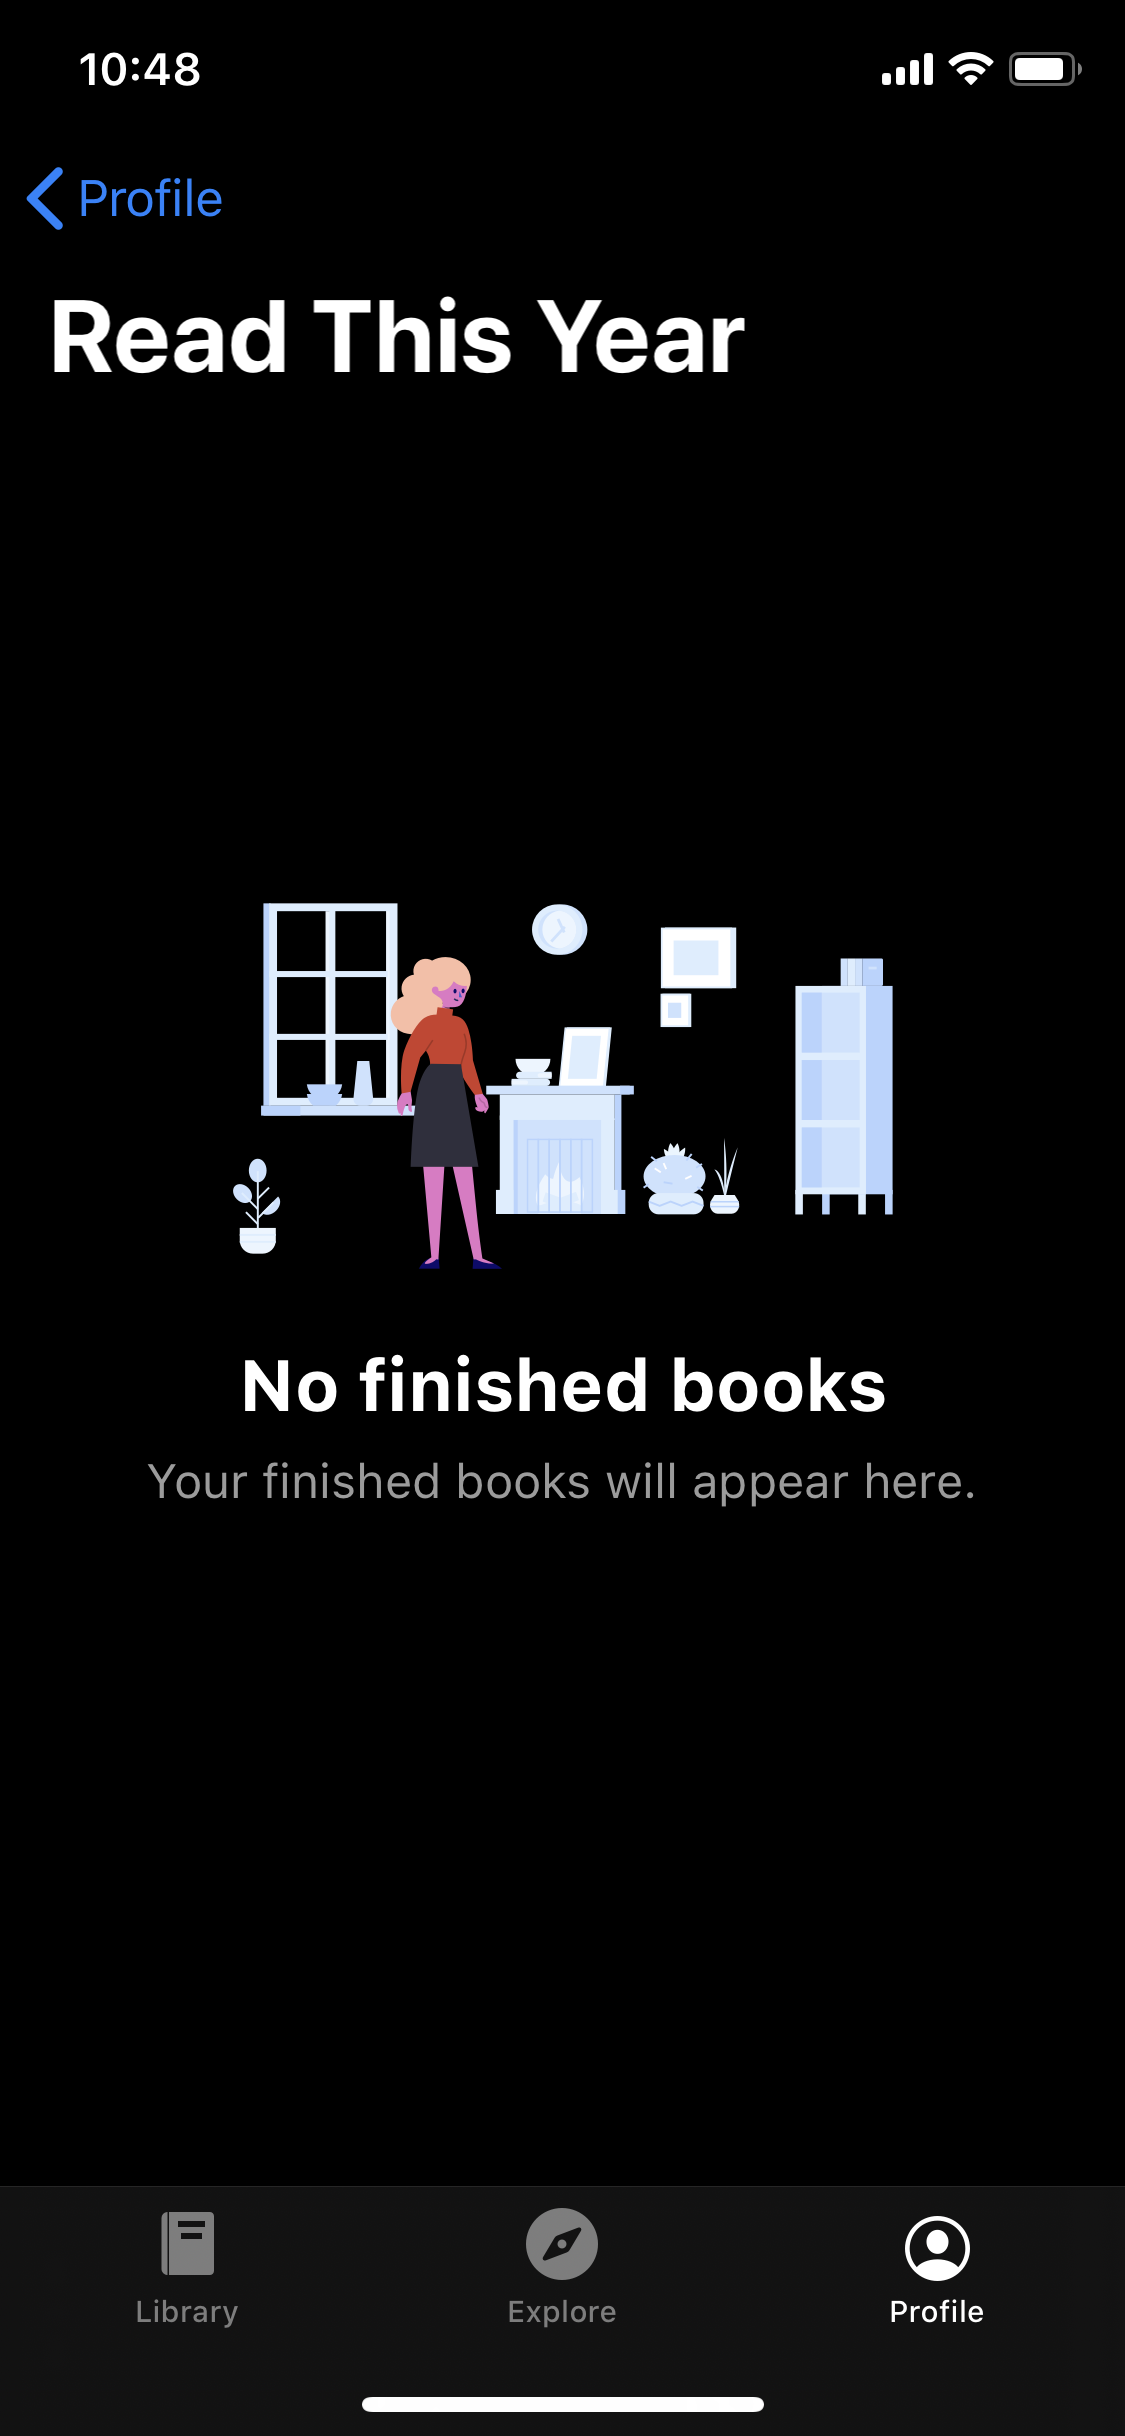 10:48
Profile
Read This Year
No finished books
Your finished books will appear here.
Library
Explore
Profile